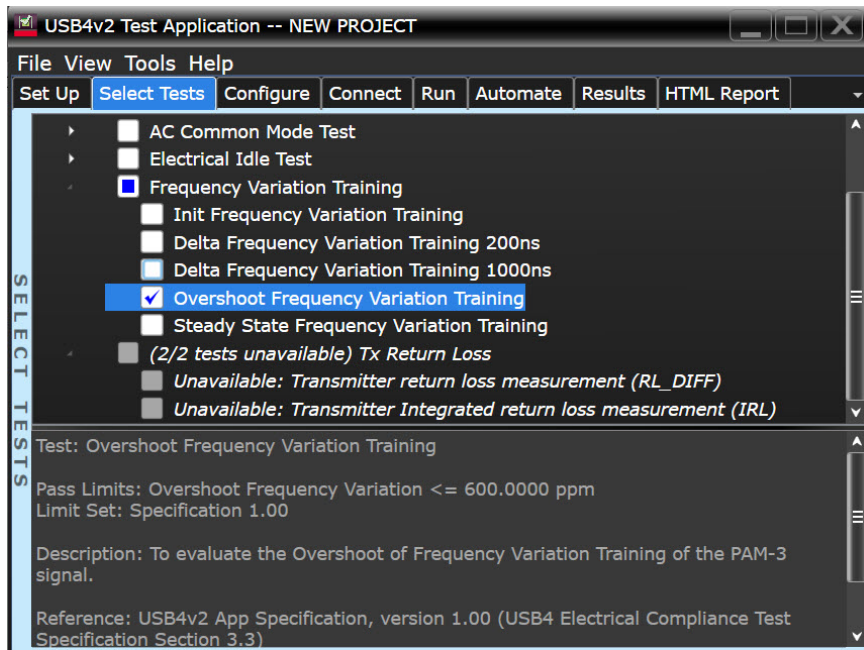 USB4v2 Test Application -- NEW PROJECT
File View Tools Help
Set Up Select Tests Configure Connect Run Automate Results HTML Report
AC Common Mode Test
Electrical Idle Test
Frequency Variation Training
Init Frequency Variation Training
Delta Frequency Variation Training 200ns
Delta Frequency Variation Training 1000ns
Overshoot Frequency Variation Training
Steady State Frequency Variation Training
(2/2 tests unavailable) Tx Return Loss
Unavailable: Transmitter return loss measurement (RL_DIFF)
Unavailable: Transmitter Integrated return loss measurement (IRL)
SELECT TESTS
Test: Overshoot Frequency Variation Training
Pass Limits: Overshoot Frequency Variation <= 600.0000 ppm
Limit Set: Specification 1.00
Description: To evaluate the Overshoot of Frequency Variation Training of the PAM-3
signal.
Reference: USB4v2 App Specification, version 1.00 (USB4 Electrical Compliance Test
Specification Section 3.3)